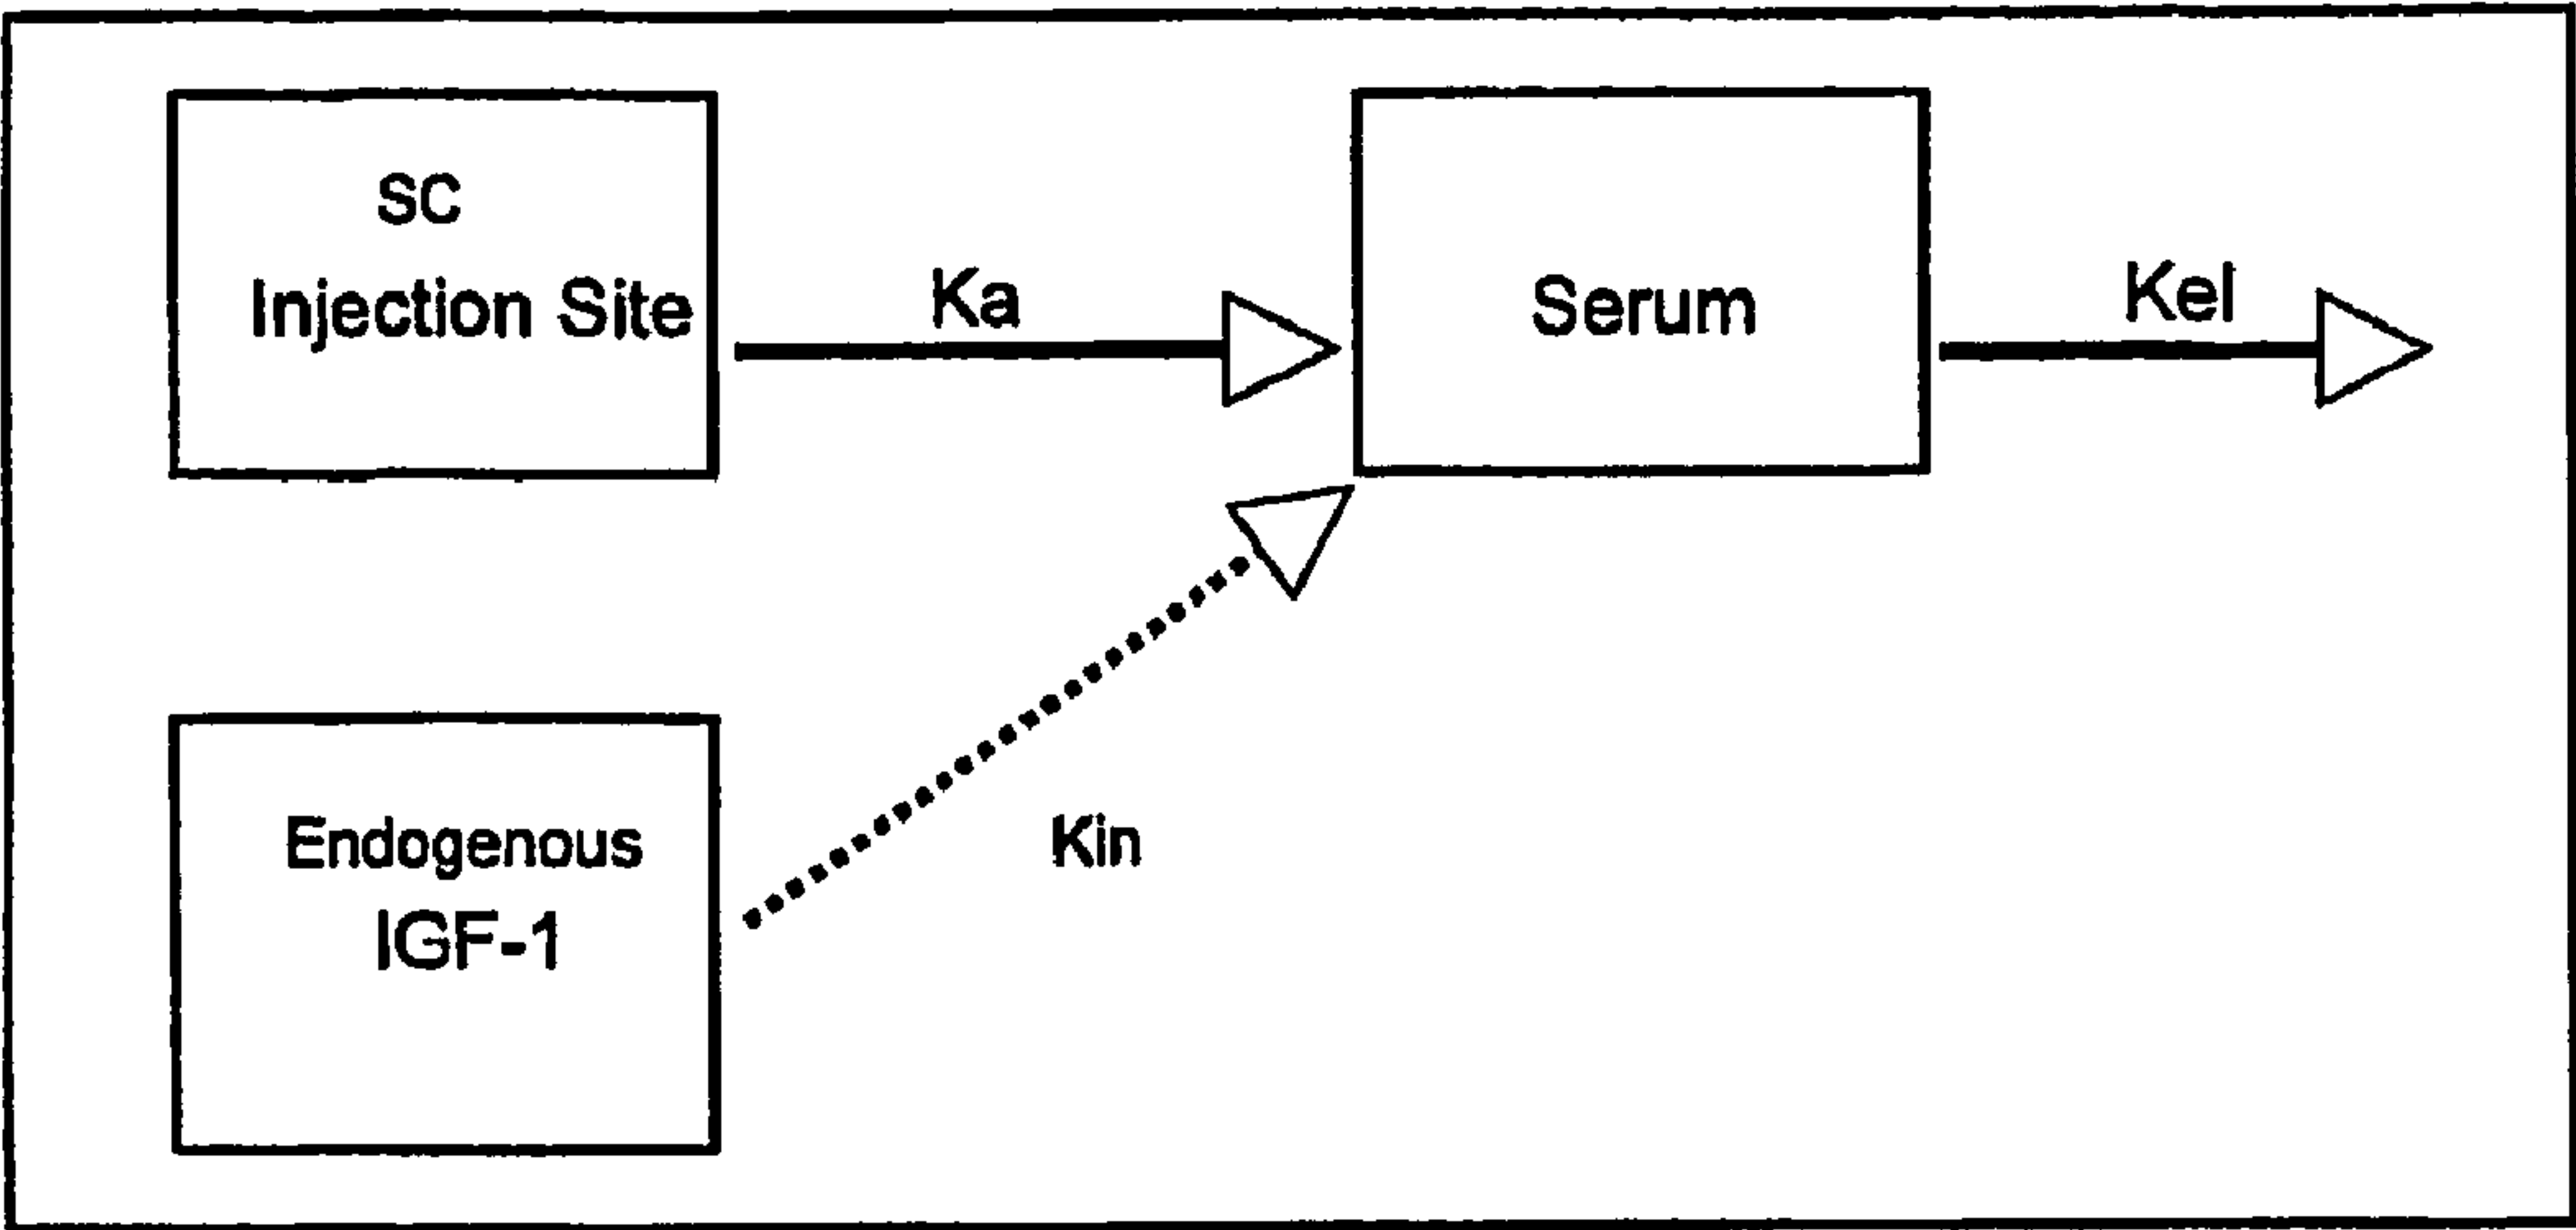 SC
Injection Site
Ka
Serum
Kel
Endogenous
IGF-1
Kin